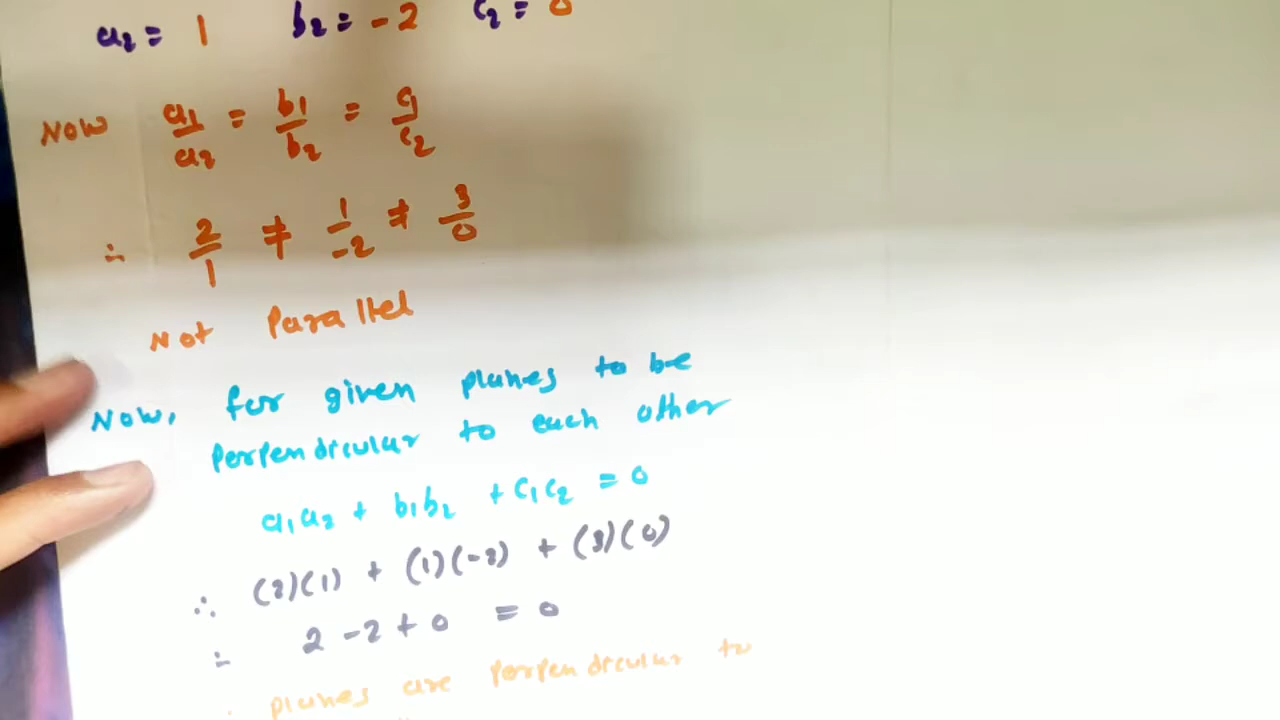 a₂ = 1 b₂ = -2 c₂ = 0
Now a₁/a₂ = b₁/b₂ = c₁/c₂
∴ 2/1 ≠ 1/-2 ≠ 3/0
Not Parallel
Now, for given planes to be
perpendicular to each other
a₁a₂ + b₁b₂ + c₁c₂ = 0
∴ (2)(1) + (1)(-2) + (3)(0)
∴ 2 - 2 + 0 = 0
∴ planes are perpendicular to